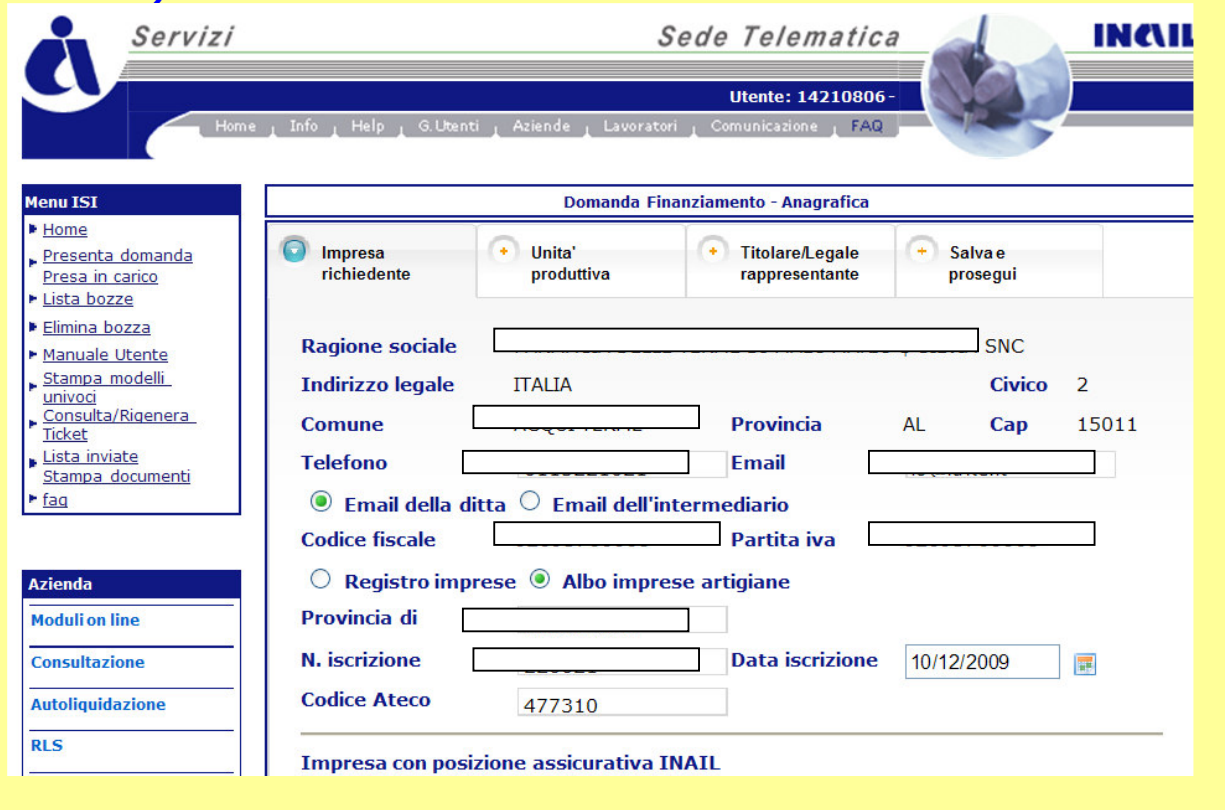 Servizi
Sede Telematica
INAIL
Utente: 14210806-
Home Info Help G.Utenti Aziende Lavoratori Comunicazione FAQ
Menu ISI
Home
Presenta domanda
Presa in carico
Lista bozze
Elimina bozza
Manuale Utente
Stampa modelli
univoci
Consulta/Rigenera
Ticket
Lista inviate
Stampa documenti
faq
Azienda
Moduli on line
Consultazione
Autoliquidazione
RLS
Domanda Finanziamento - Anagrafica
Impresa
richiedente
Unita'
produttiva
Titolare/Legale
rappresentante
Salva e
prosegui
Ragione sociale SNC
Indirizzo legale ITALIA Civico 2
Comune Provincia AL Cap 15011
Telefono Email
Email della ditta Email dell'intermediario
Codice fiscale Partita iva
Registro imprese Albo imprese artigiane
Provincia di
N. iscrizione Data iscrizione 10/12/2009
Codice Ateco 477310
Impresa con posizione assicurativa INAIL